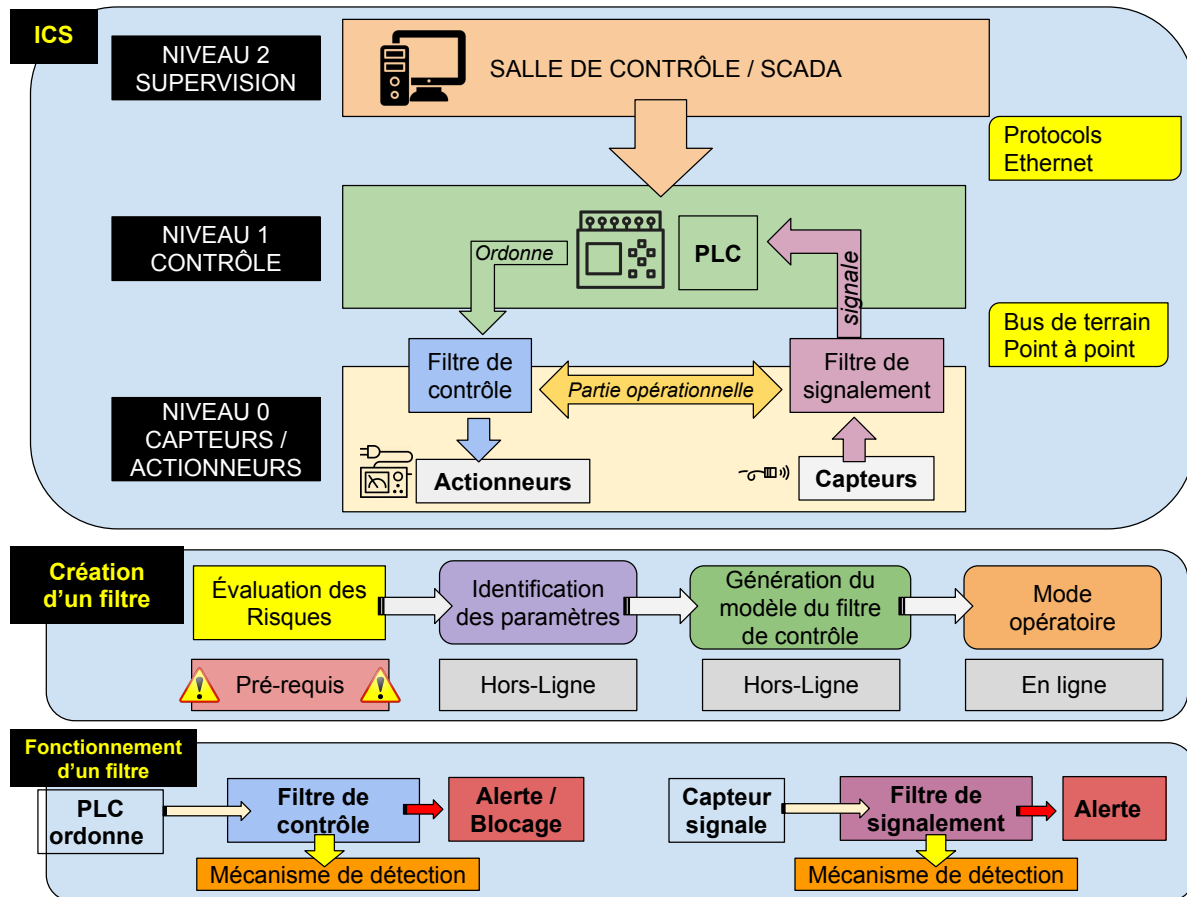 ICS
NIVEAU 2
SUPERVISION
SALLE DE CONTRÔLE / SCADA
Protocols
Ethernet
NIVEAU 1
CONTRÔLE
Ordonne
PLC
signale
Bus de terrain
Point à point
Filtre de
contrôle
Partie opérationnelle
Filtre de
signalement
NIVEAU 0
CAPTEURS /
ACTIONNEURS
Actionneurs
Capteurs
Création
d'un filtre
Évaluation des
Risques
Identification
des paramètres
Génération du
modèle du filtre
de contrôle
Mode
opératoire
Pré-requis
Hors-Ligne
Hors-Ligne
En ligne
Fonctionnement
d'un filtre
PLC
ordonne
Filtre de
contrôle
Alerte /
Blocage
Mécanisme de détection
Capteur
signale
Filtre de
signalement
Alerte
Mécanisme de détection